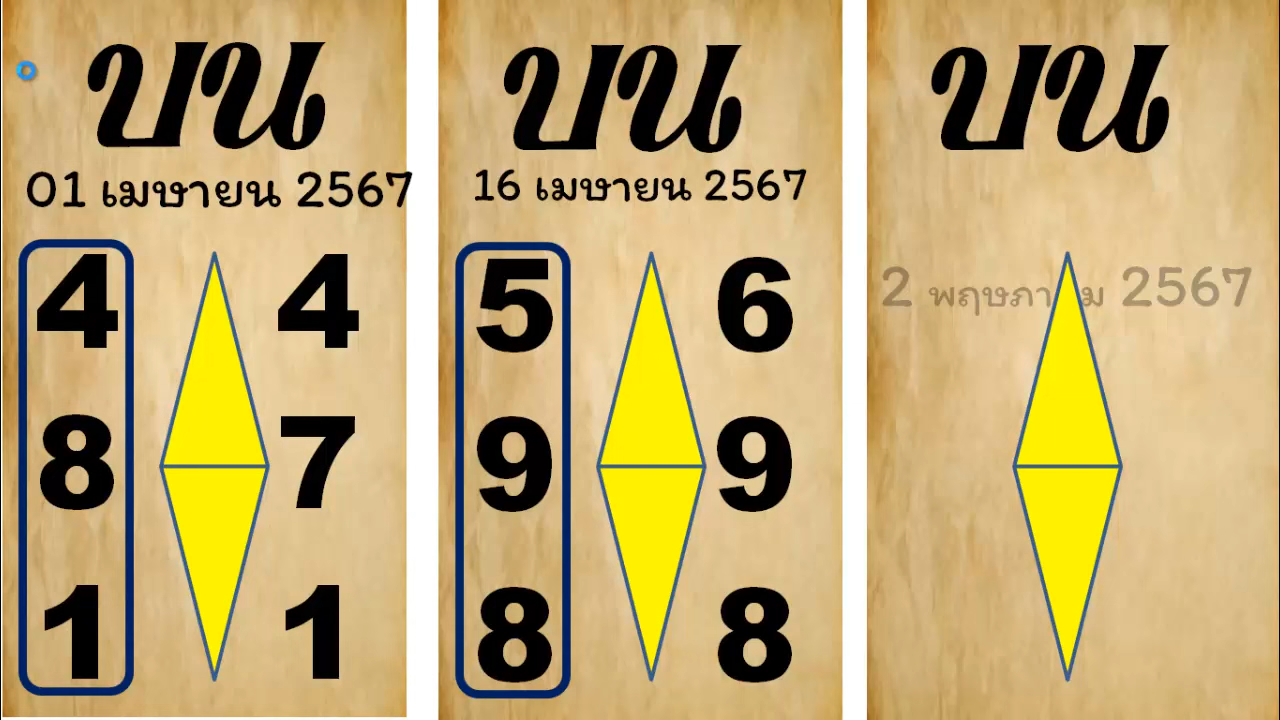 บน
01 เมษายน 2567
4 4
8 7
1 1
บน
16 เมษายน 2567
5 6
9 9
8 8
บน
2 พฤษภาคม 2567